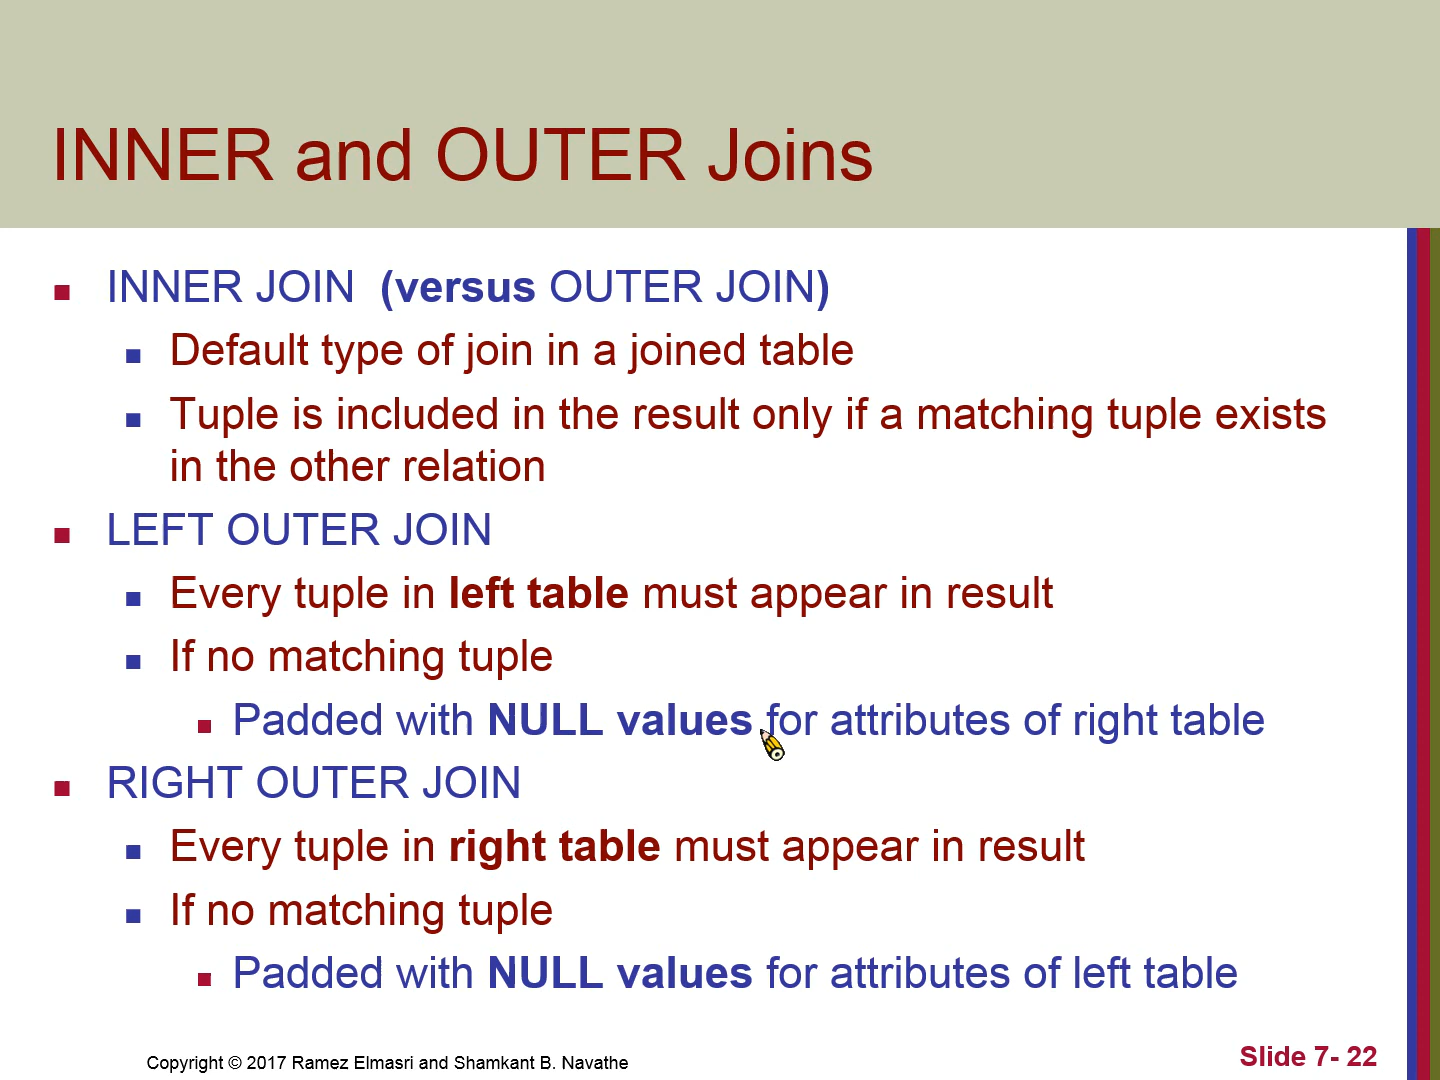 INNER and OUTER Joins
INNER JOIN (versus OUTER JOIN)
Default type of join in a joined table
Tuple is included in the result only if a matching tuple exists
in the other relation
LEFT OUTER JOIN
Every tuple in left table must appear in result
If no matching tuple
Padded with NULL values for attributes of right table
RIGHT OUTER JOIN
Every tuple in right table must appear in result
If no matching tuple
Padded with NULL values for attributes of left table
Copyright © 2017 Ramez Elmasri and Shamkant B. Navathe
Slide 7- 22